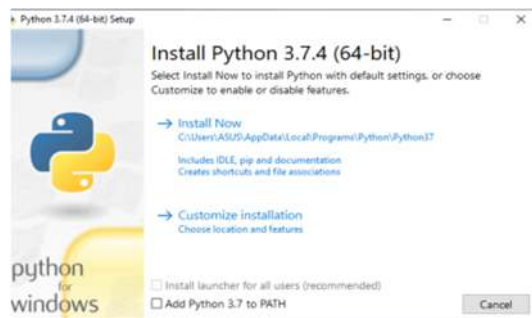 Python 3.7.4 (64-bit) Setup
Install Python 3.7.4 (64-bit)
Select Install Now to install Python with default settings, or choose
Customize to enable or disable features.
Install Now
C:\Users\ASUS\AppData\Local\Programs\Python\Python37
Includes IDLE, pip and documentation
Creates shortcuts and file associations
Customize installation
Choose location and features
python
for
windows
Install launcher for all users (recommended)
Add Python 3.7 to PATH
Cancel